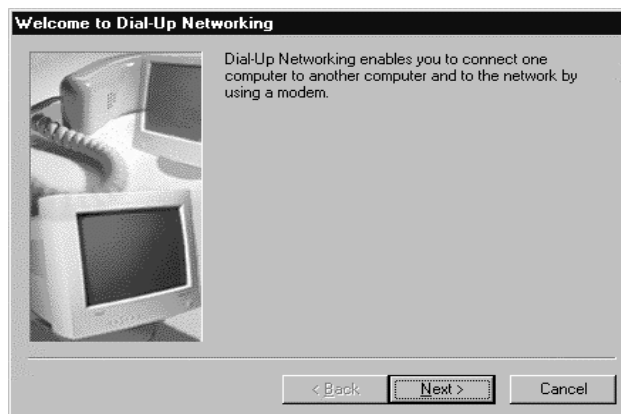 Welcome to Dial-Up Networking
Dial-Up Networking enables you to connect one
computer to another computer and to the network by
using a modem.
< Back
Next >
Cancel